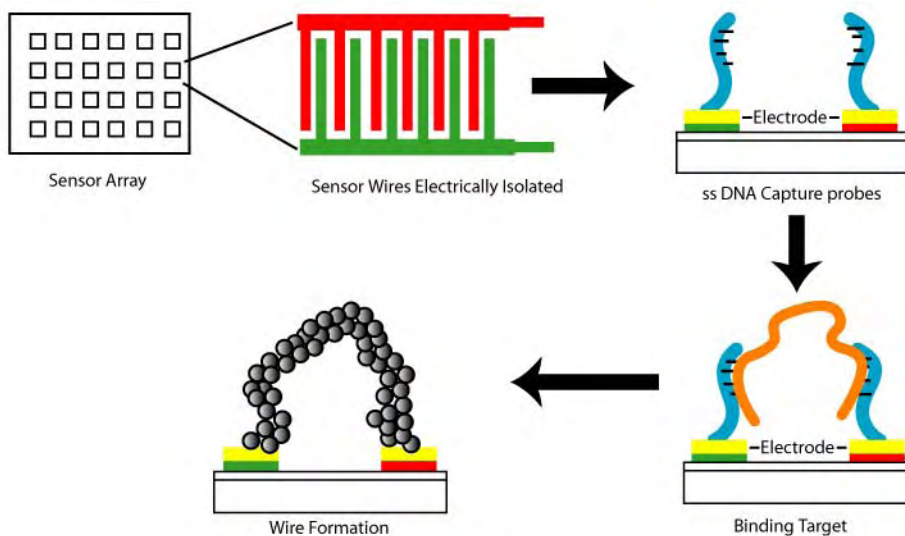 Sensor Array
Sensor Wires Electrically Isolated
Electrode
ss DNA Capture probes
Electrode
Binding Target
Wire Formation